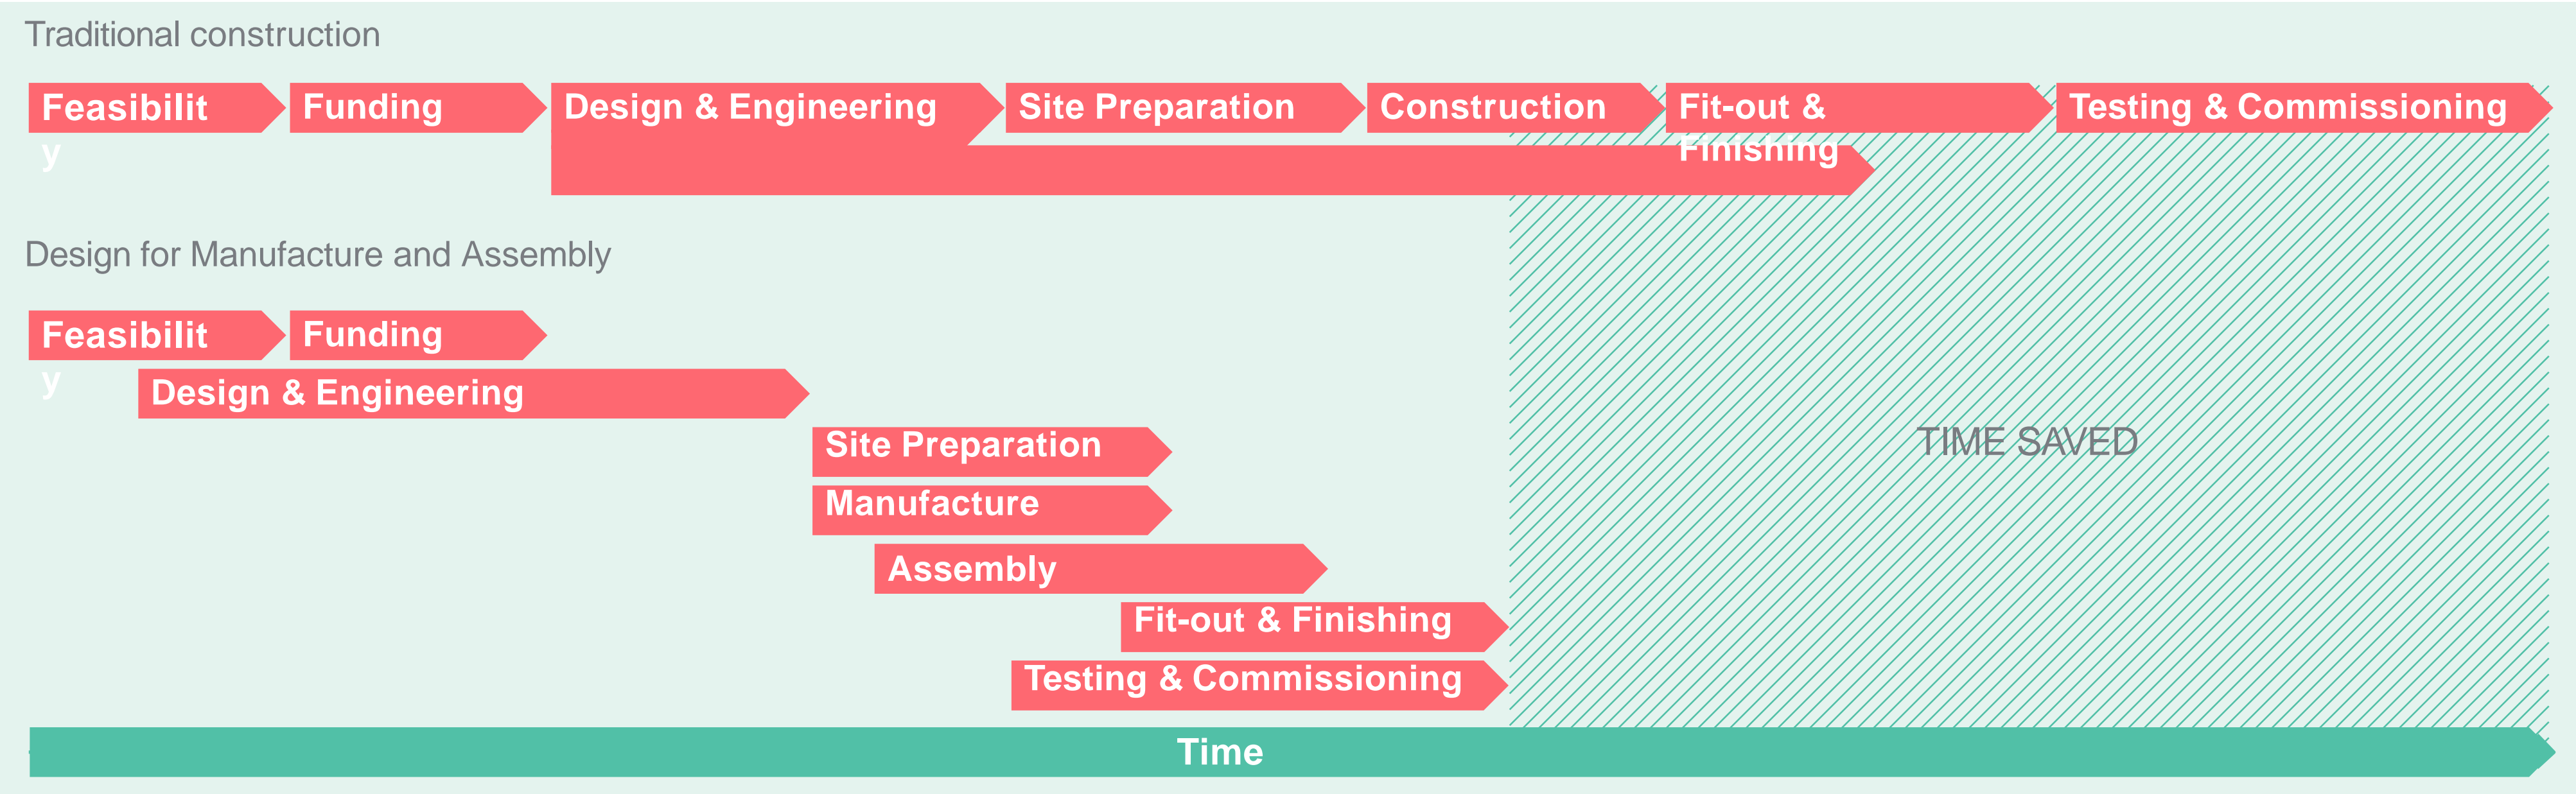 Traditional construction
Feasibilit
y
Funding
Design & Engineering
Site Preparation
Construction
Fit-out &
Finishing
Testing & Commissioning
Design for Manufacture and Assembly
Feasibilit
y
Funding
Design & Engineering
Site Preparation
TIME SAVED
Manufacture
Assembly
Fit-out & Finishing
Testing & Commissioning
Time